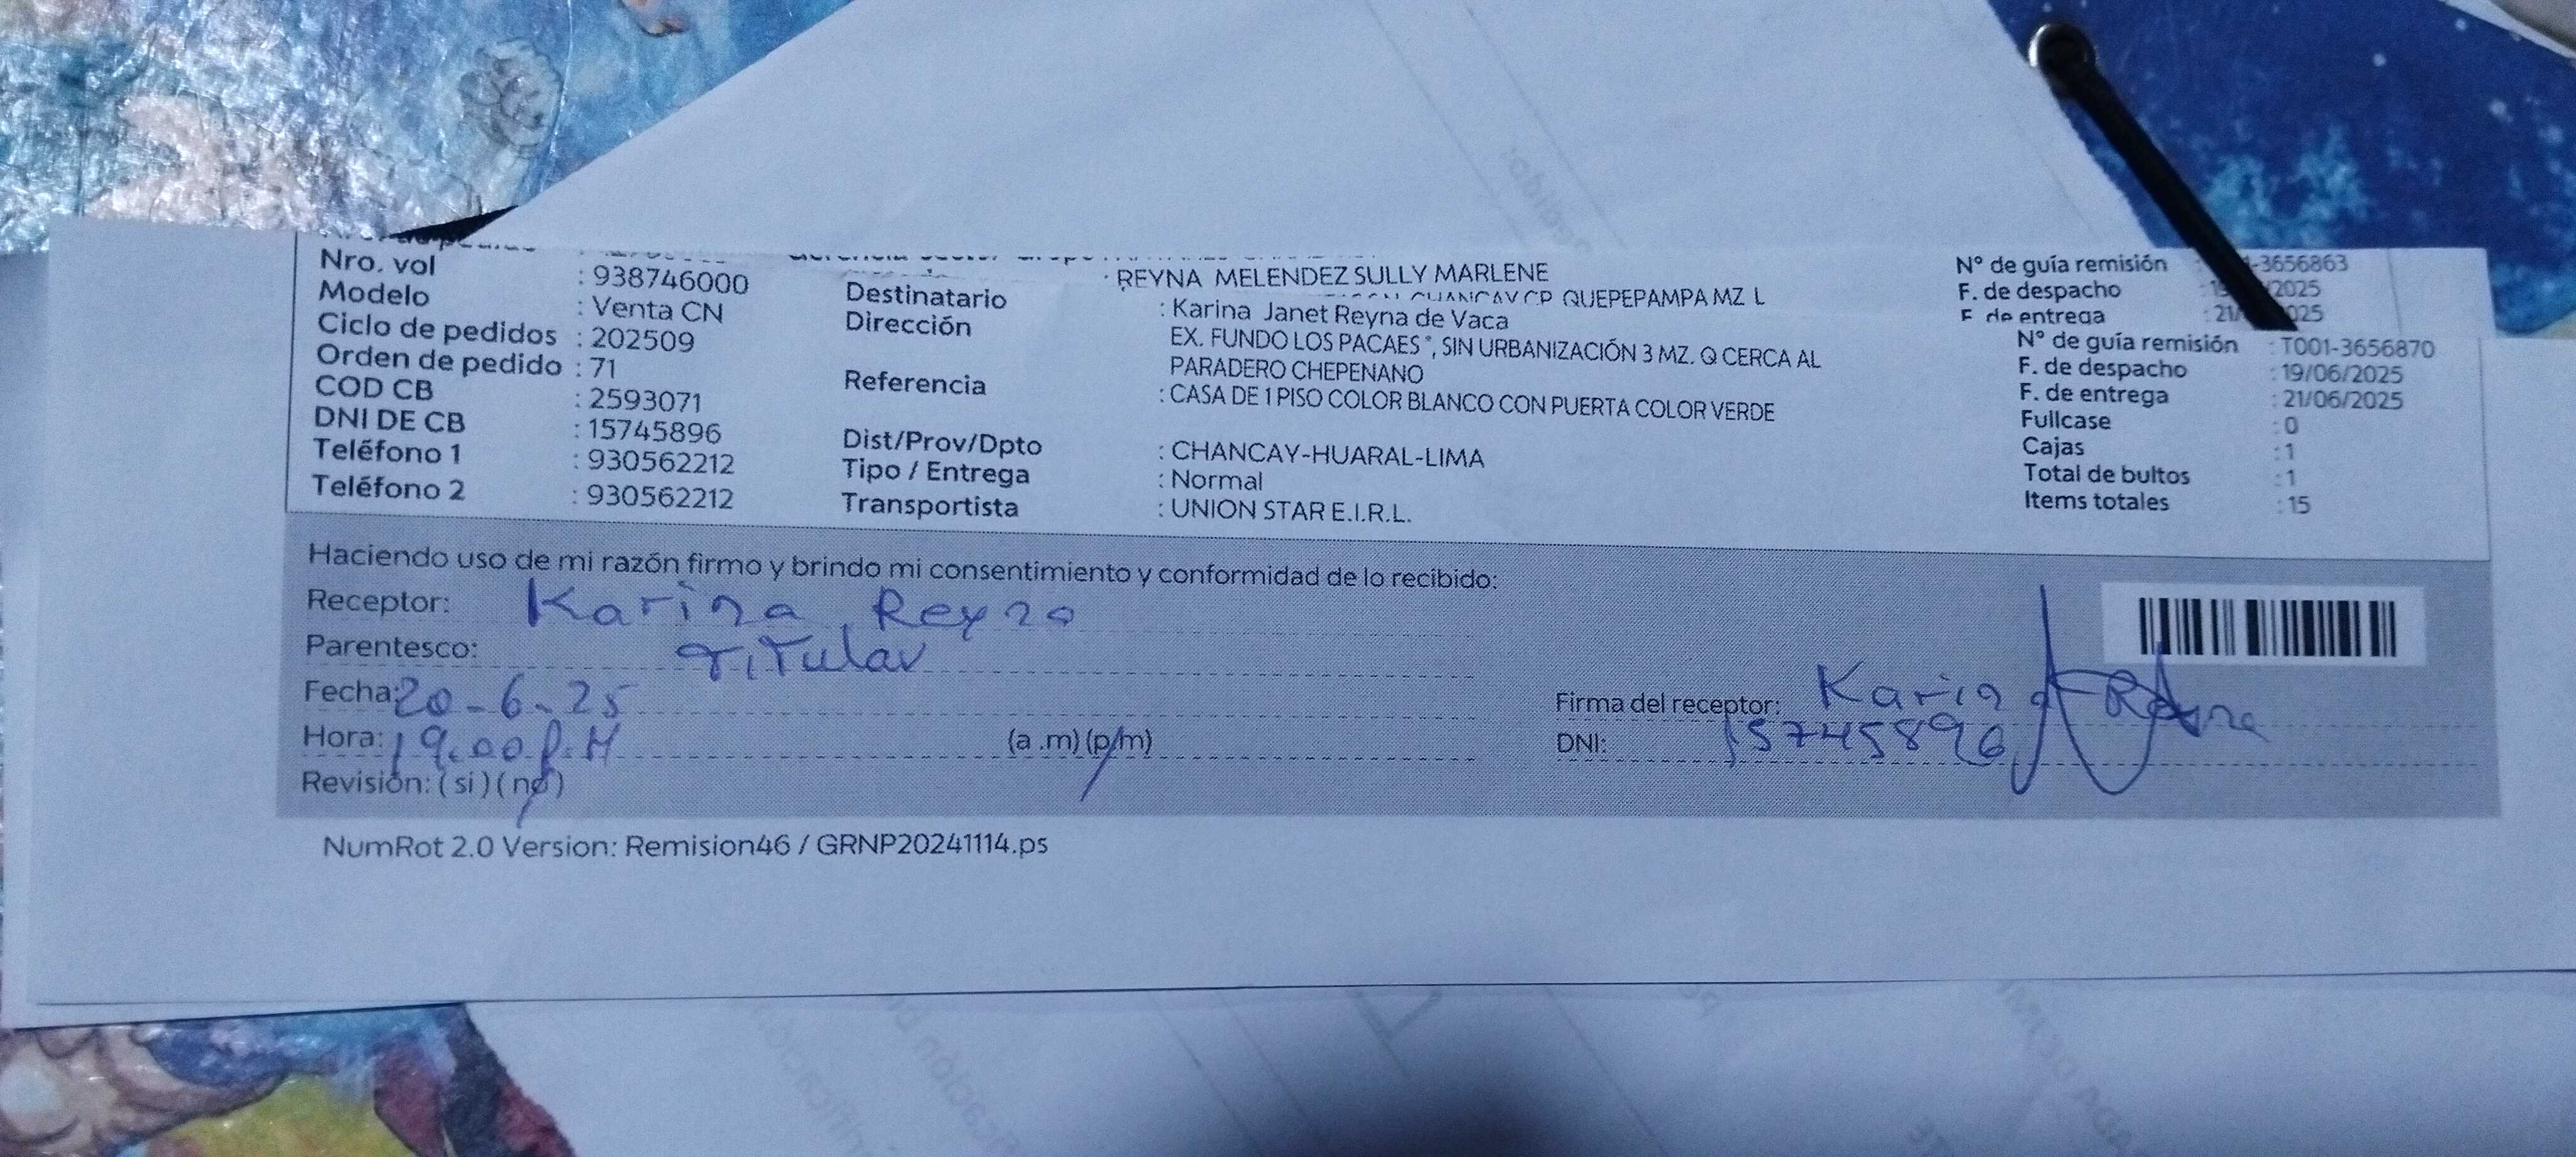 REYNA MELENDEZ SULLY MARLENE
QUEPEPAMPA MZ L
N° de guía remisión -3656863
F. de despacho 2025
F. de entrega
Nro. vol : 938746000
Modelo : Venta CN
Ciclo de pedidos : 202509
Orden de pedido : 71
COD CB : 2593071
DNI DE CB : 15745896
Teléfono 1 : 930562212
Teléfono 2 : 930562212
Destinatario : Karina Janet Reyna de Vaca
Dirección EX. FUNDO LOS PACAES *, SIN URBANIZACIÓN 3 MZ. Q CERCA AL
PARADERO CHEPENANO
Referencia : CASA DE 1 PISO COLOR BLANCO CON PUERTA COLOR VERDE
Dist/Prov/Dpto : CHANCAY-HUARAL-LIMA
Tipo / Entrega : Normal
Transportista : UNION STAR E.I.R.L.
N° de guía remisión : T001-3656870
F. de despacho : 19/06/2025
F. de entrega : 21/06/2025
Fullcase : 0
Cajas : 1
Total de bultos : 1
Items totales : 15
Haciendo uso de mi razón firmo y brindo mi consentimiento y conformidad de lo recibido:
Receptor: Karina Reyna
Parentesco: Titular
Fecha: 20-6-25
Hora: 19:00 P.M (a .m) (p/m)
Revisión: ( si ) ( no )
Firma del receptor: Karina Reyna
DNI: 15745896
NumRot 2.0 Version: Remision46 / GRNP20241114.ps